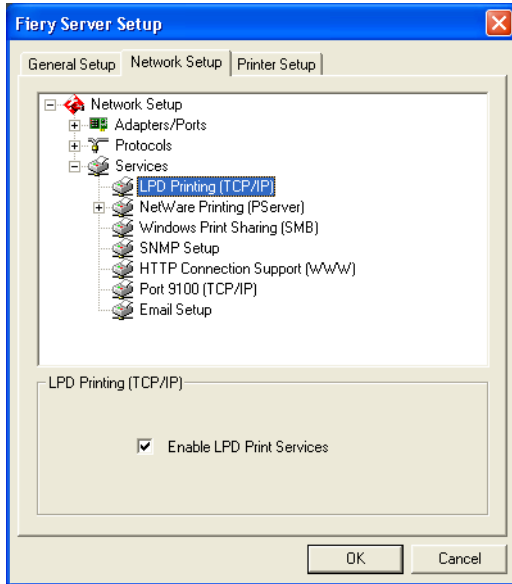 Fiery Server Setup
General Setup Network Setup Printer Setup
Network Setup
Adapters/Ports
Protocols
Services
LPD Printing (TCP/IP)
NetWare Printing (PServer)
Windows Print Sharing (SMB)
SNMP Setup
HTTP Connection Support (WWW)
Port 9100 (TCP/IP)
Email Setup
LPD Printing (TCP/IP)
Enable LPD Print Services
OK Cancel